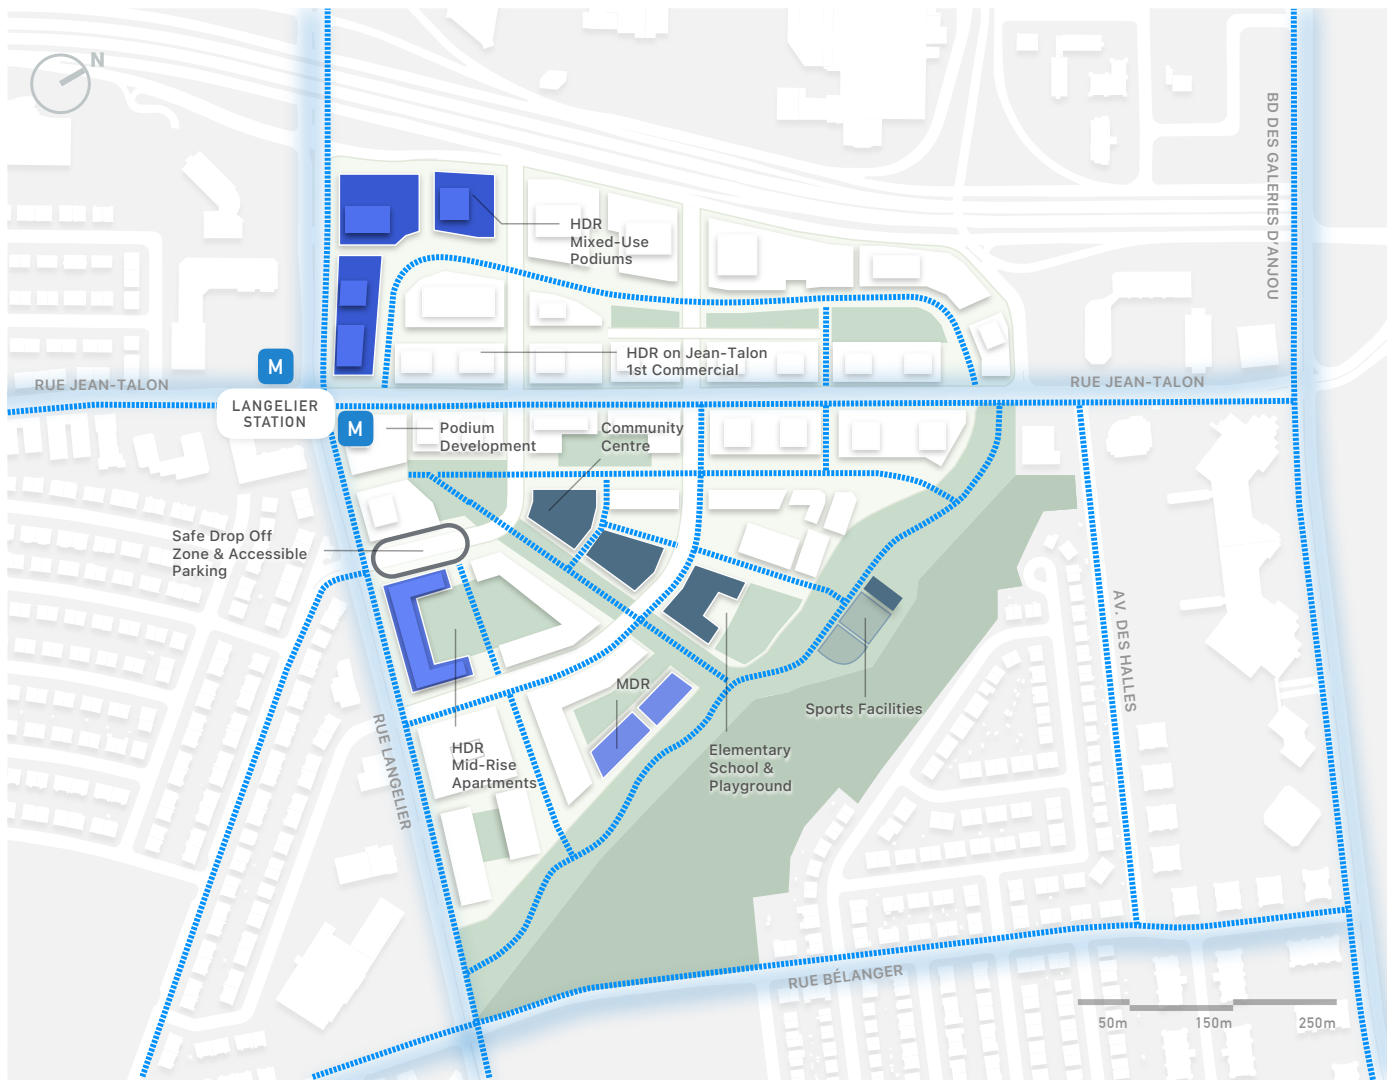 N
BD DES GALERIES D'ANJOU
HDR
Mixed-Use
Podiums
HDR on Jean-Talon
1st Commercial
M
RUE JEAN-TALON
RUE JEAN-TALON
LANGELIER
STATION
M
Podium
Development
Community
Centre
Safe Drop Off
Zone & Accessible
Parking
AV. DES HALLES
MDR
Sports Facilities
RUE LANGELIER
HDR
Mid-Rise
Apartments
Elementary
School &
Playground
RUE BÉLANGER
50m
150m
250m